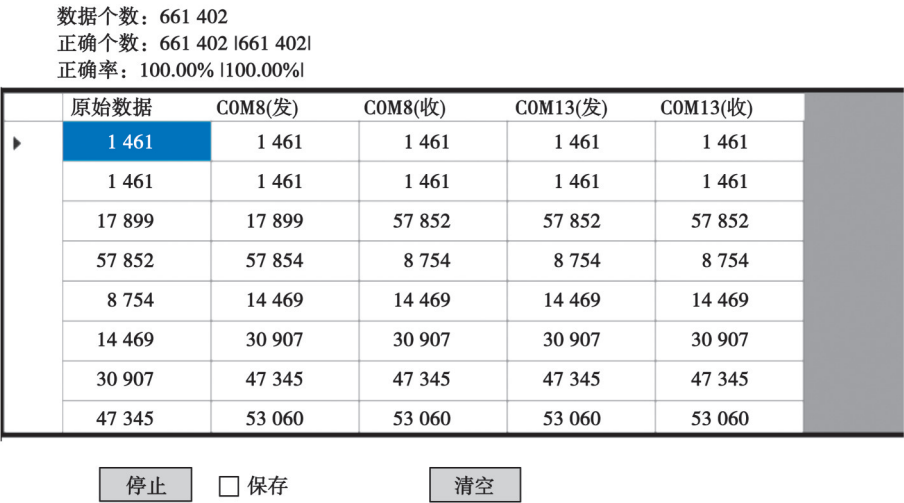 数据个数：661 402
正确个数：661 402 |661 402|
正确率：100.00% |100.00%|
原始数据 COM8(发) COM8(收) COM13(发) COM13(收)
1 461 1 461 1 461 1 461 1 461
1 461 1 461 1 461 1 461 1 461
17 899 17 899 57 852 57 852 57 852
57 852 57 854 8 754 8 754 8 754
8 754 14 469 14 469 14 469 14 469
14 469 30 907 30 907 30 907 30 907
30 907 47 345 47 345 47 345 47 345
47 345 53 060 53 060 53 060 53 060
停止 保存 清空